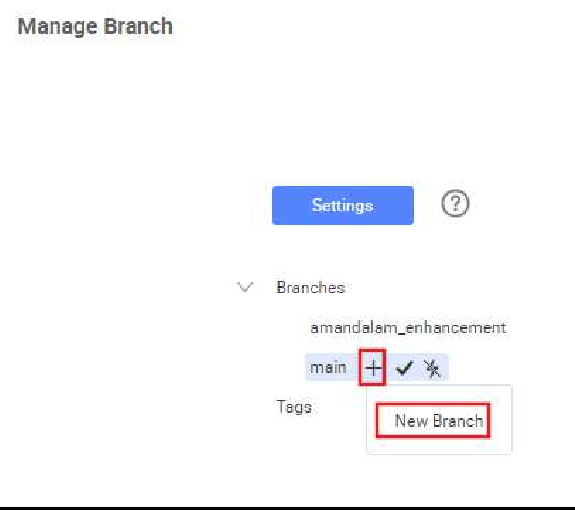 Manage Branch
Settings
?
Branches
amandalam_enhancement
main
Tags
New Branch